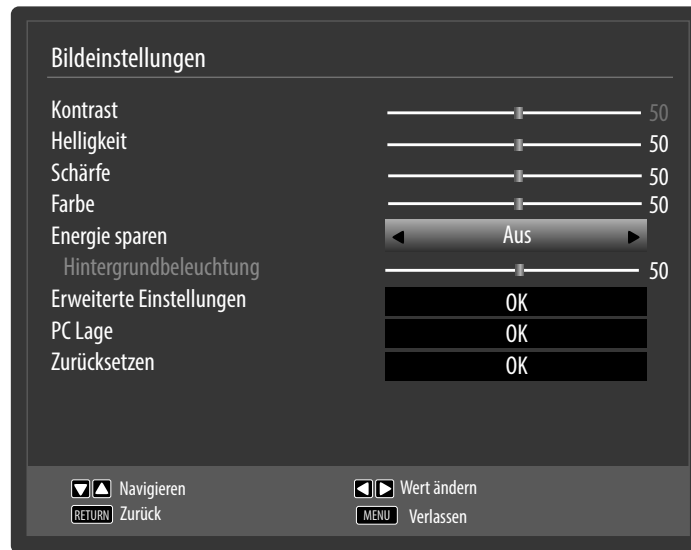 Bildeinstellungen
Kontrast 50
Helligkeit 50
Schärfe 50
Farbe 50
Energie sparen Aus
Hintergrundbeleuchtung 50
Erweiterte Einstellungen OK
PC Lage OK
Zurücksetzen OK
Navigieren Wert ändern
RETURN Zurück MENU Verlassen